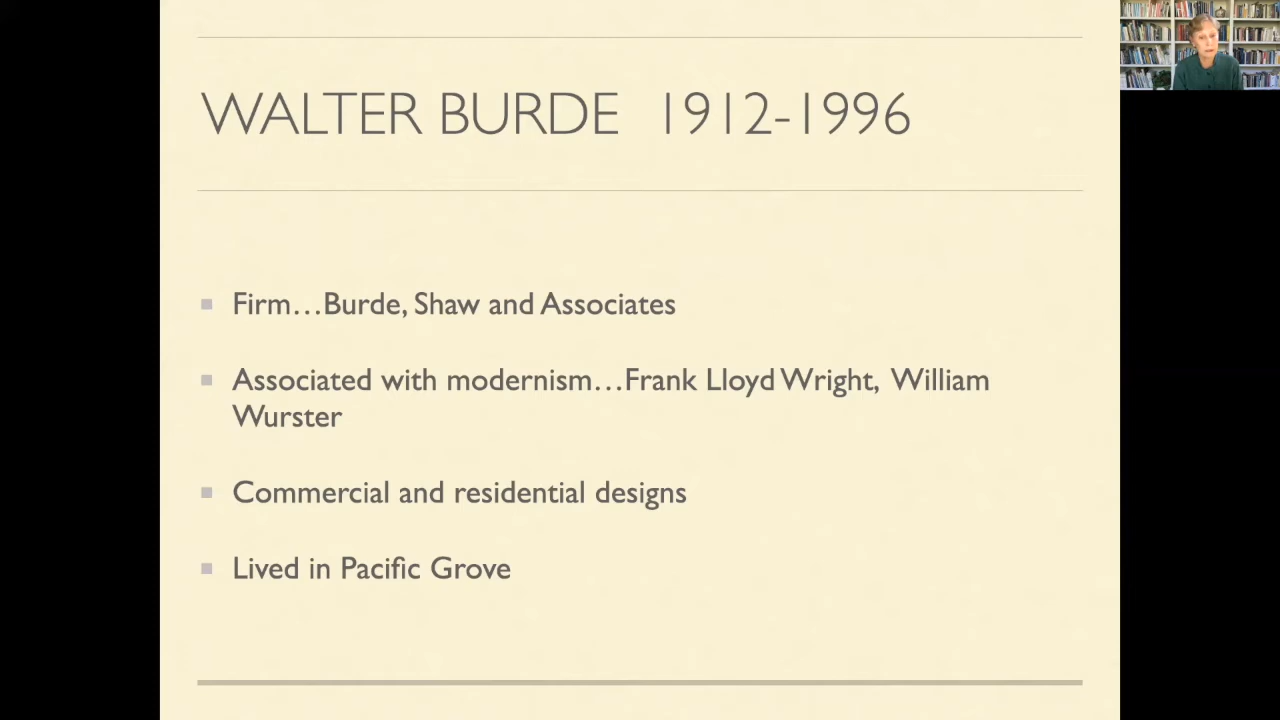 WALTER BURDE 1912-1996
Firm…Burde, Shaw and Associates
Associated with modernism…Frank Lloyd Wright, William
Wurster
Commercial and residential designs
Lived in Pacific Grove